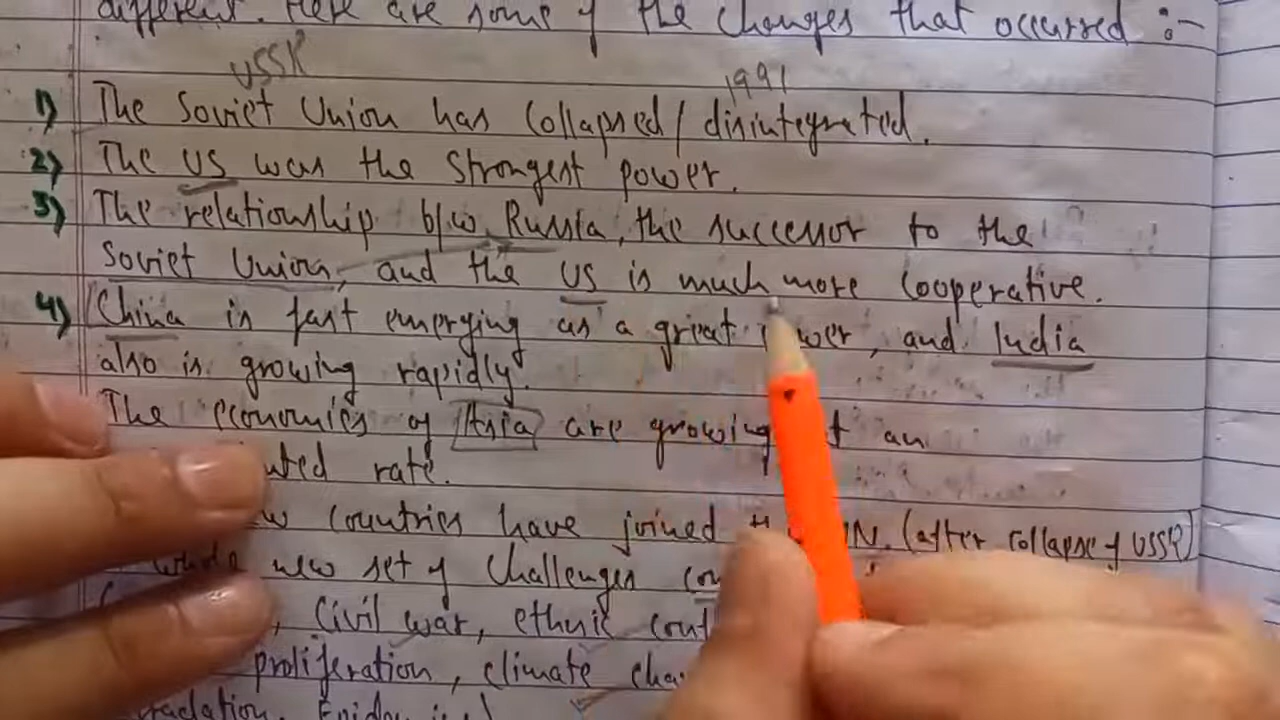 different. Here are some of the changes that occurred :-
USSR
1991
1) The Soviet Union has collapsed / disintegrated.
2) The US was the strongest power.
3) The relationship b/w Russia, the successor to the
Soviet Union, and the US is much more cooperative.
4) China is fast emerging as a great power, and India
also is growing rapidly.
The economies of Asia are growing at an
rate.
countries have joined the UN. (after collapse of USSR)
whole new set of challenges
Civil war, ethnic
proliferation, climate